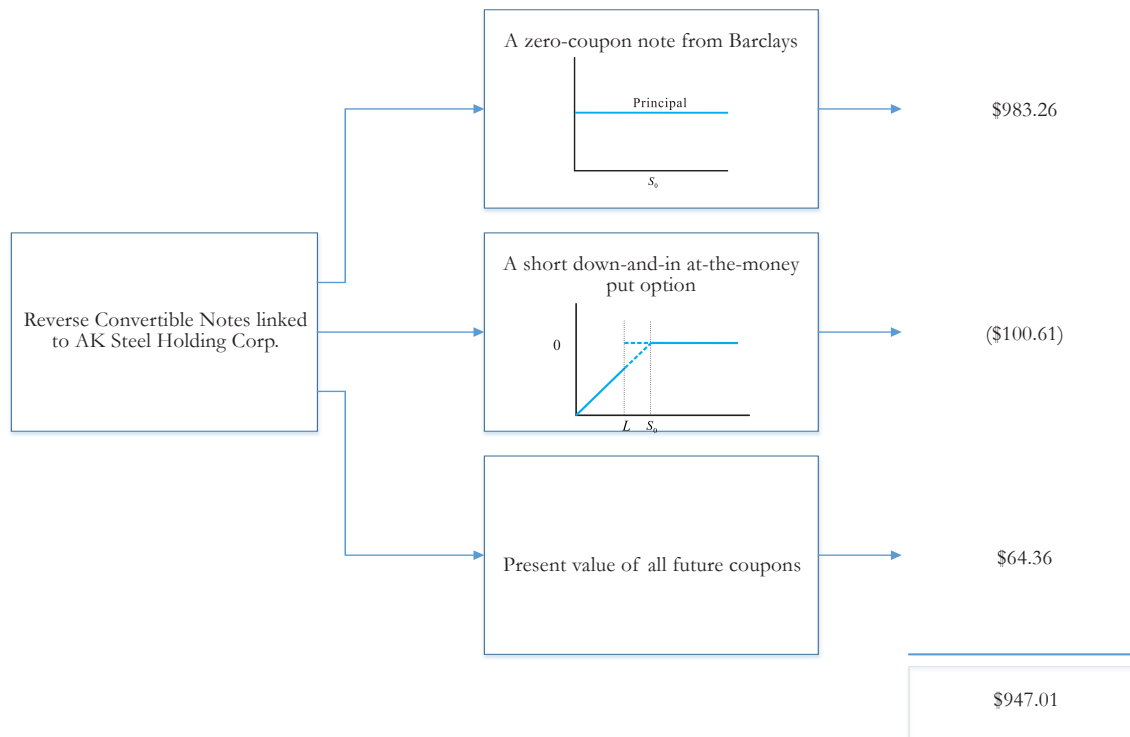 A zero-coupon note from Barclays
Principal
S₀
$983.26
Reverse Convertible Notes linked
to AK Steel Holding Corp.
A short down-and-in at-the-money
put option
0
L S₀
($100.61)
Present value of all future coupons
$64.36
$947.01